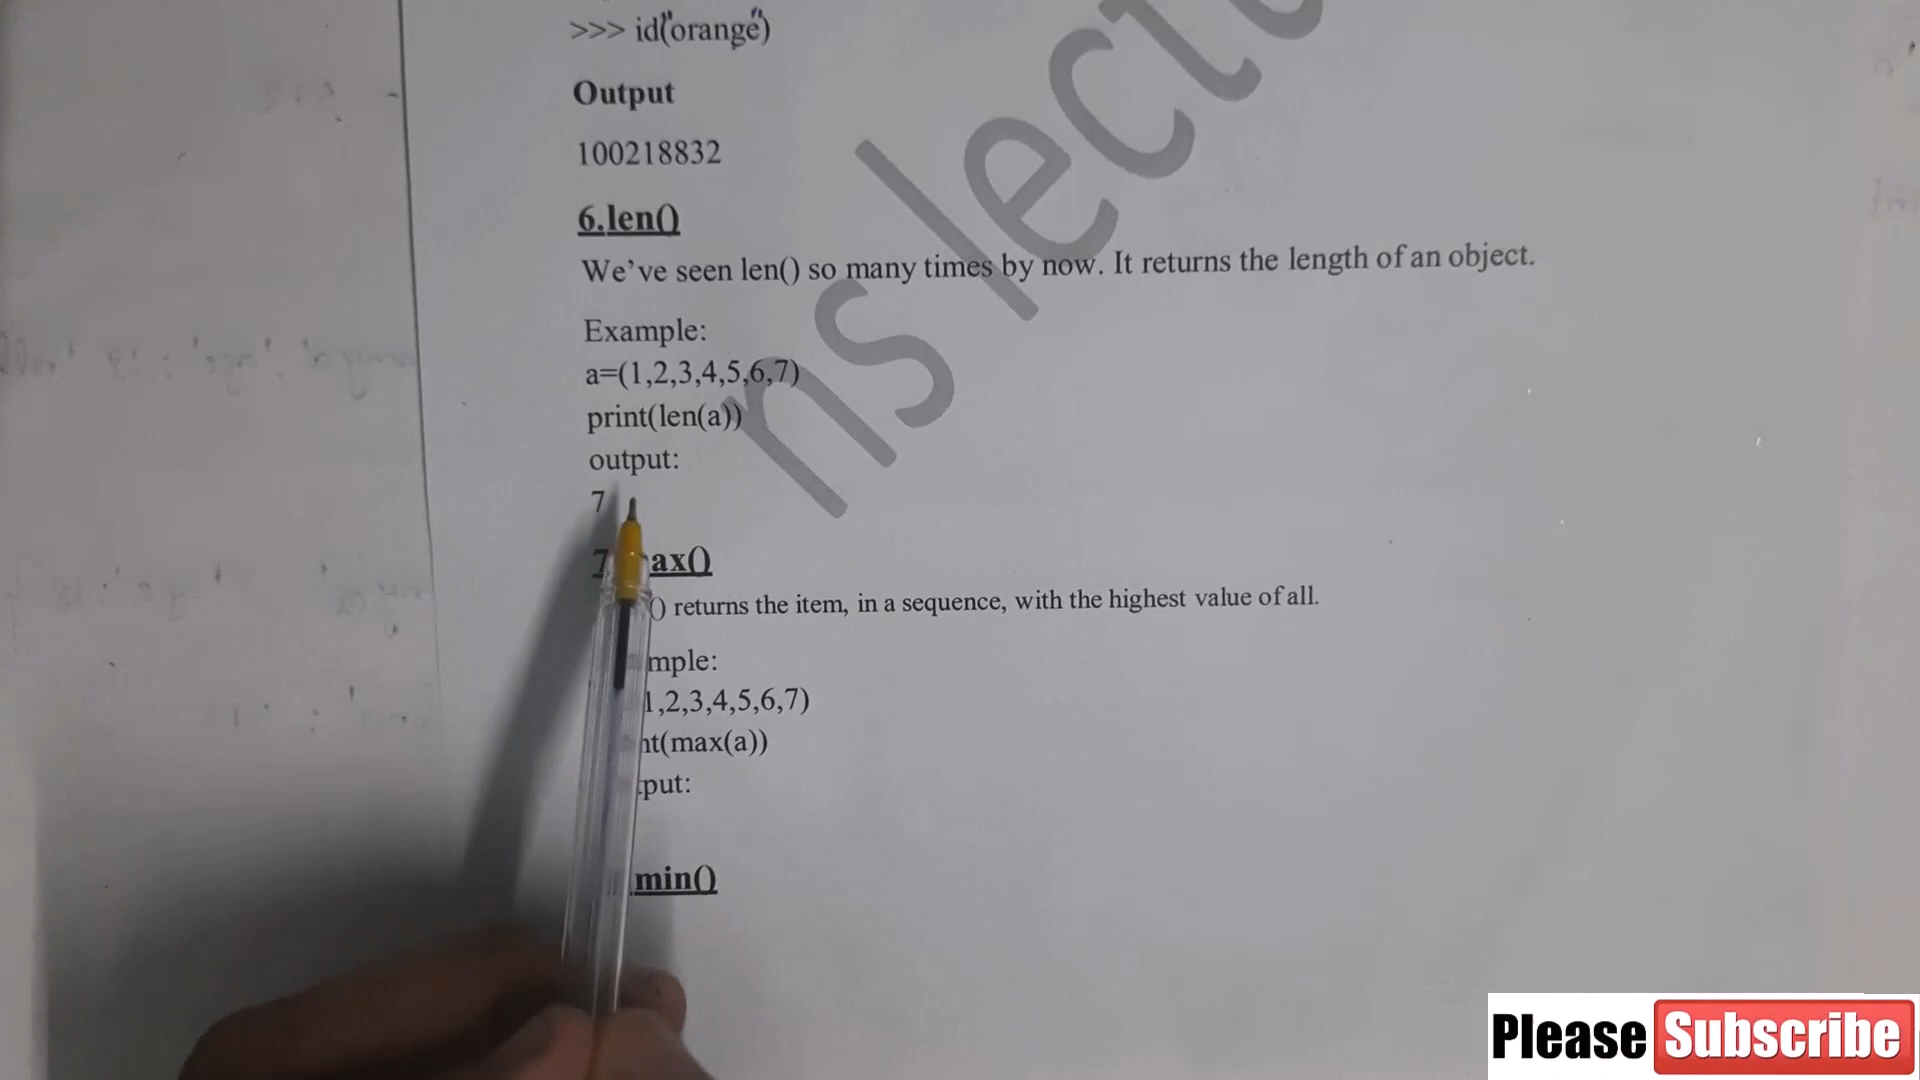 >>> id("orange")
Output
100218832
6.len()
We've seen len() so many times by now. It returns the length of an object.
Example:
a=(1,2,3,4,5,6,7)
print(len(a))
output:
7
7 ax()
() returns the item, in a sequence, with the highest value of all.
mple:
1,2,3,4,5,6,7)
nt(max(a))
put:
.min()
ns lectu
Please Subscribe